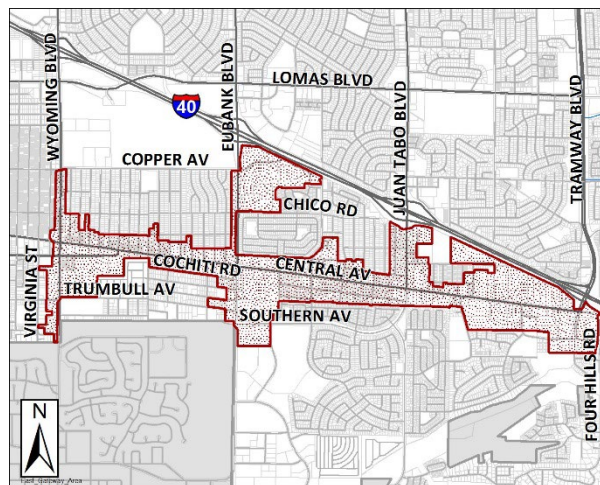 WYOMING BLVD
EUBANK BLVD
LOMAS BLVD
40
JUAN TABO BLVD
TRAMWAY BLVD
COPPER AV
CHICO RD
VIRGINIA ST
COCHITI RD
CENTRAL AV
TRUMBULL AV
SOUTHERN AV
FOUR HILLS RD
N
East_Gateway_Area